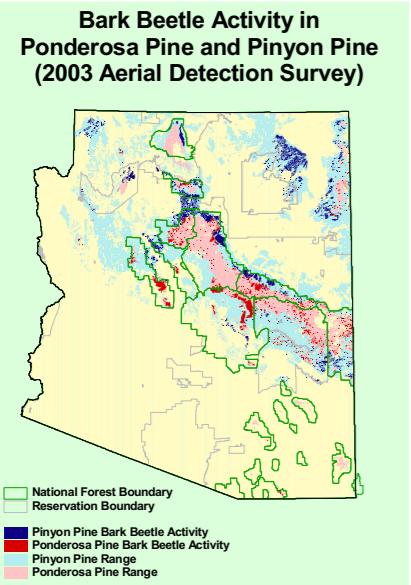 Bark Beetle Activity in
Ponderosa Pine and Pinyon Pine
(2003 Aerial Detection Survey)
National Forest Boundary
Reservation Boundary
Pinyon Pine Bark Beetle Activity
Ponderosa Pine Bark Beetle Activity
Pinyon Pine Range
Ponderosa Pine Range